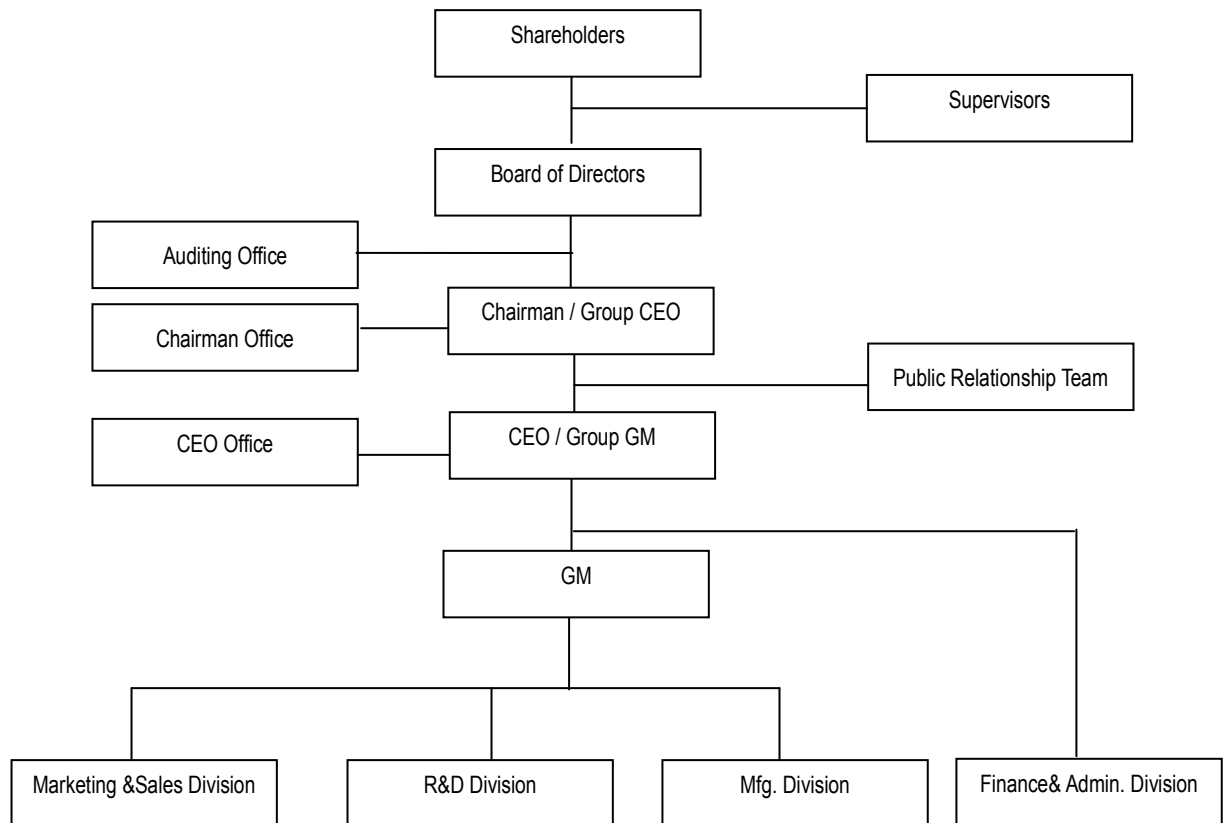 Shareholders
Supervisors
Board of Directors
Auditing Office
Chairman / Group CEO
Chairman Office
Public Relationship Team
CEO / Group GM
CEO Office
GM
Marketing &Sales Division
R&D Division
Mfg. Division
Finance& Admin. Division